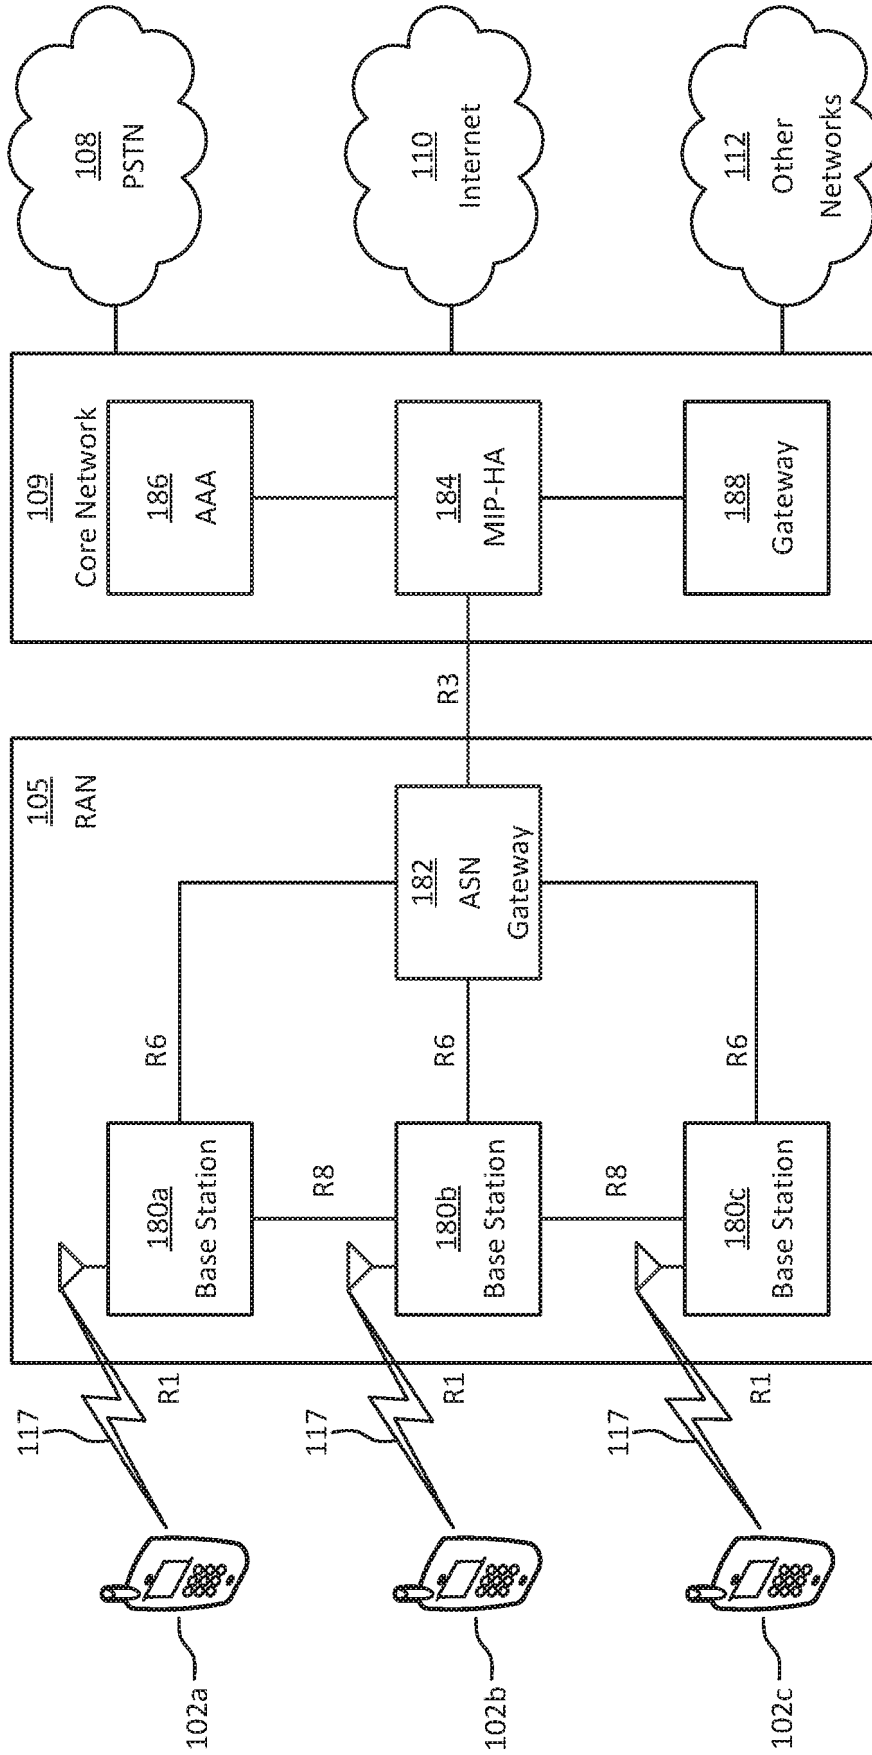 102a
117
R1
180a
Base Station
R6
105
RAN
109
Core Network
186
AAA
108
PSTN
R8
102b
117
R1
180b
Base Station
R6
182
ASN
Gateway
R3
184
MIP-HA
110
Internet
R8
102c
117
R1
180c
Base Station
R6
188
Gateway
112
Other
Networks